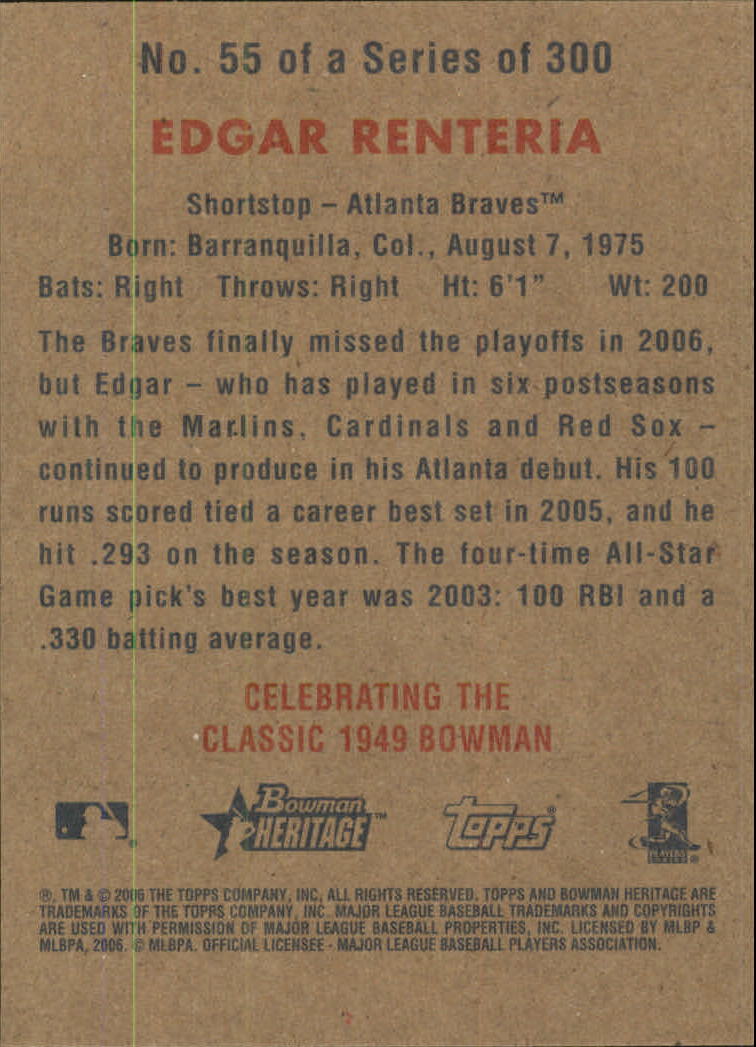 No. 55 of a Series of 300
EDGAR RENTERIA
Shortstop – Atlanta Braves™
Born: Barranquilla, Col., August 7, 1975
Bats: Right Throws: Right Ht: 6'1" Wt: 200
The Braves finally missed the playoffs in 2006,
but Edgar – who has played in six postseasons
with the Marlins, Cardinals and Red Sox –
continued to produce in his Atlanta debut. His 100
runs scored tied a career best set in 2005, and he
hit .293 on the season. The four-time All-Star
Game pick's best year was 2003: 100 RBI and a
.330 batting average.
CELEBRATING THE
CLASSIC 1949 BOWMAN
Bowman
HERITAGE™
Topps®
PLAYERS
CHOICE ®
®, TM & © 2006 THE TOPPS COMPANY, INC, ALL RIGHTS RESERVED. TOPPS AND BOWMAN HERITAGE ARE
TRADEMARKS OF THE TOPPS COMPANY, INC. MAJOR LEAGUE BASEBALL TRADEMARKS AND COPYRIGHTS
ARE USED WITH PERMISSION OF MAJOR LEAGUE BASEBALL PROPERTIES, INC. LICENSED BY MLBP &
MLBPA, 2006. © MLBPA. OFFICIAL LICENSEE - MAJOR LEAGUE BASEBALL PLAYERS ASSOCIATION.